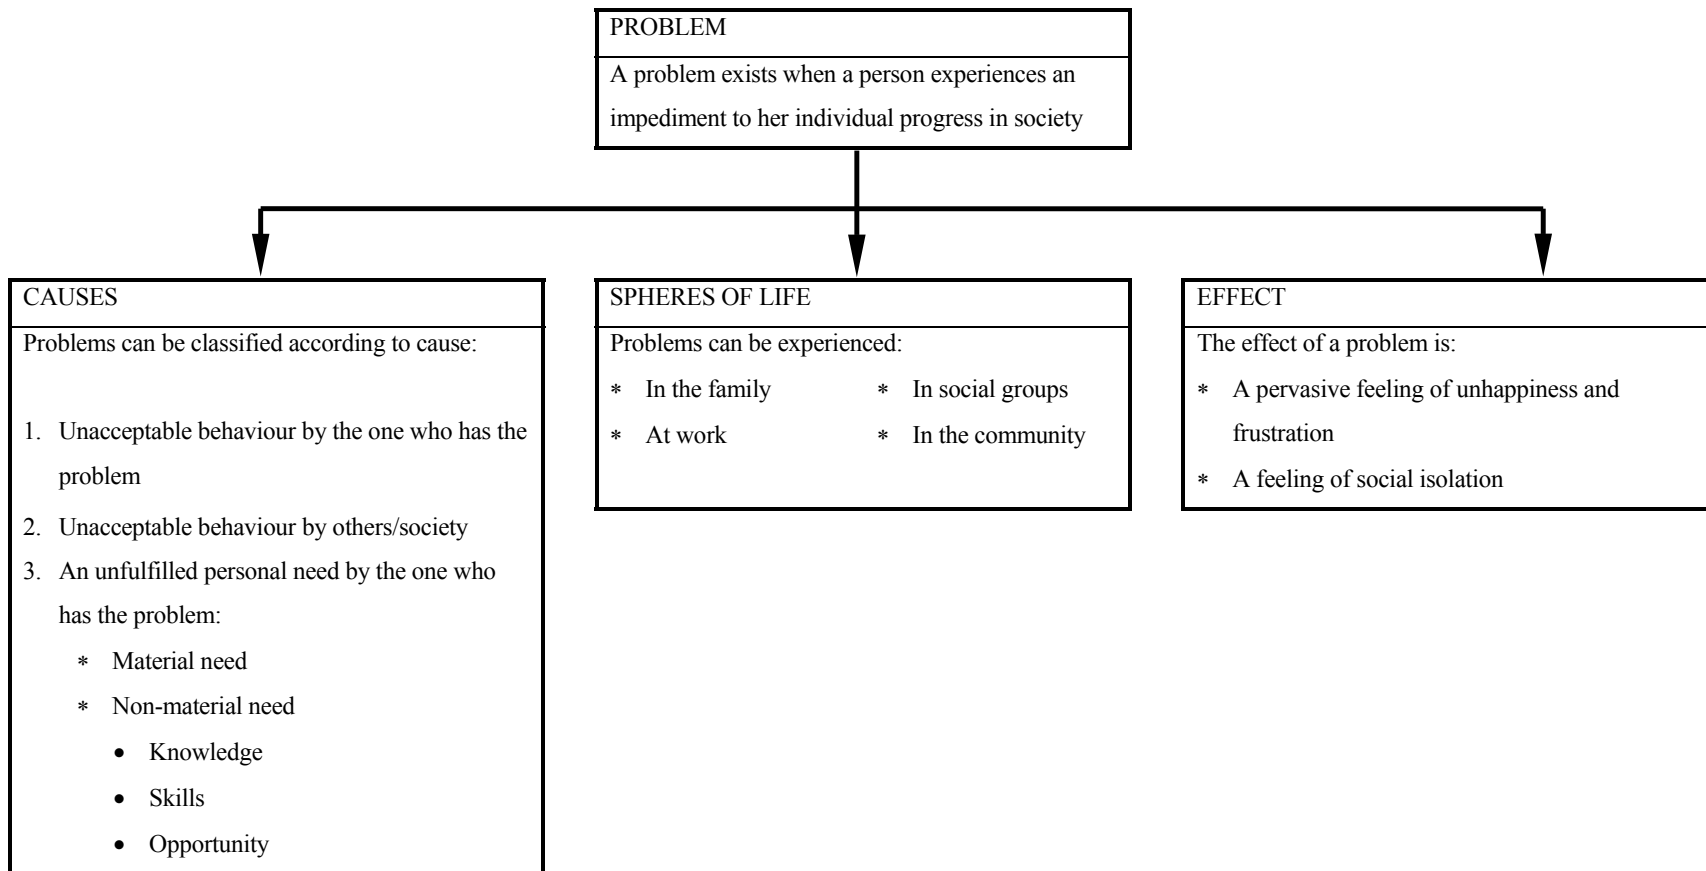 PROBLEM
A problem exists when a person experiences an
impediment to her individual progress in society
CAUSES
Problems can be classified according to cause:
1. Unacceptable behaviour by the one who has the
problem
2. Unacceptable behaviour by others/society
3. An unfulfilled personal need by the one who
has the problem:
* Material need
* Non-material need
• Knowledge
• Skills
• Opportunity
SPHERES OF LIFE
Problems can be experienced:
* In the family * In social groups
* At work * In the community
EFFECT
The effect of a problem is:
* A pervasive feeling of unhappiness and
frustration
* A feeling of social isolation